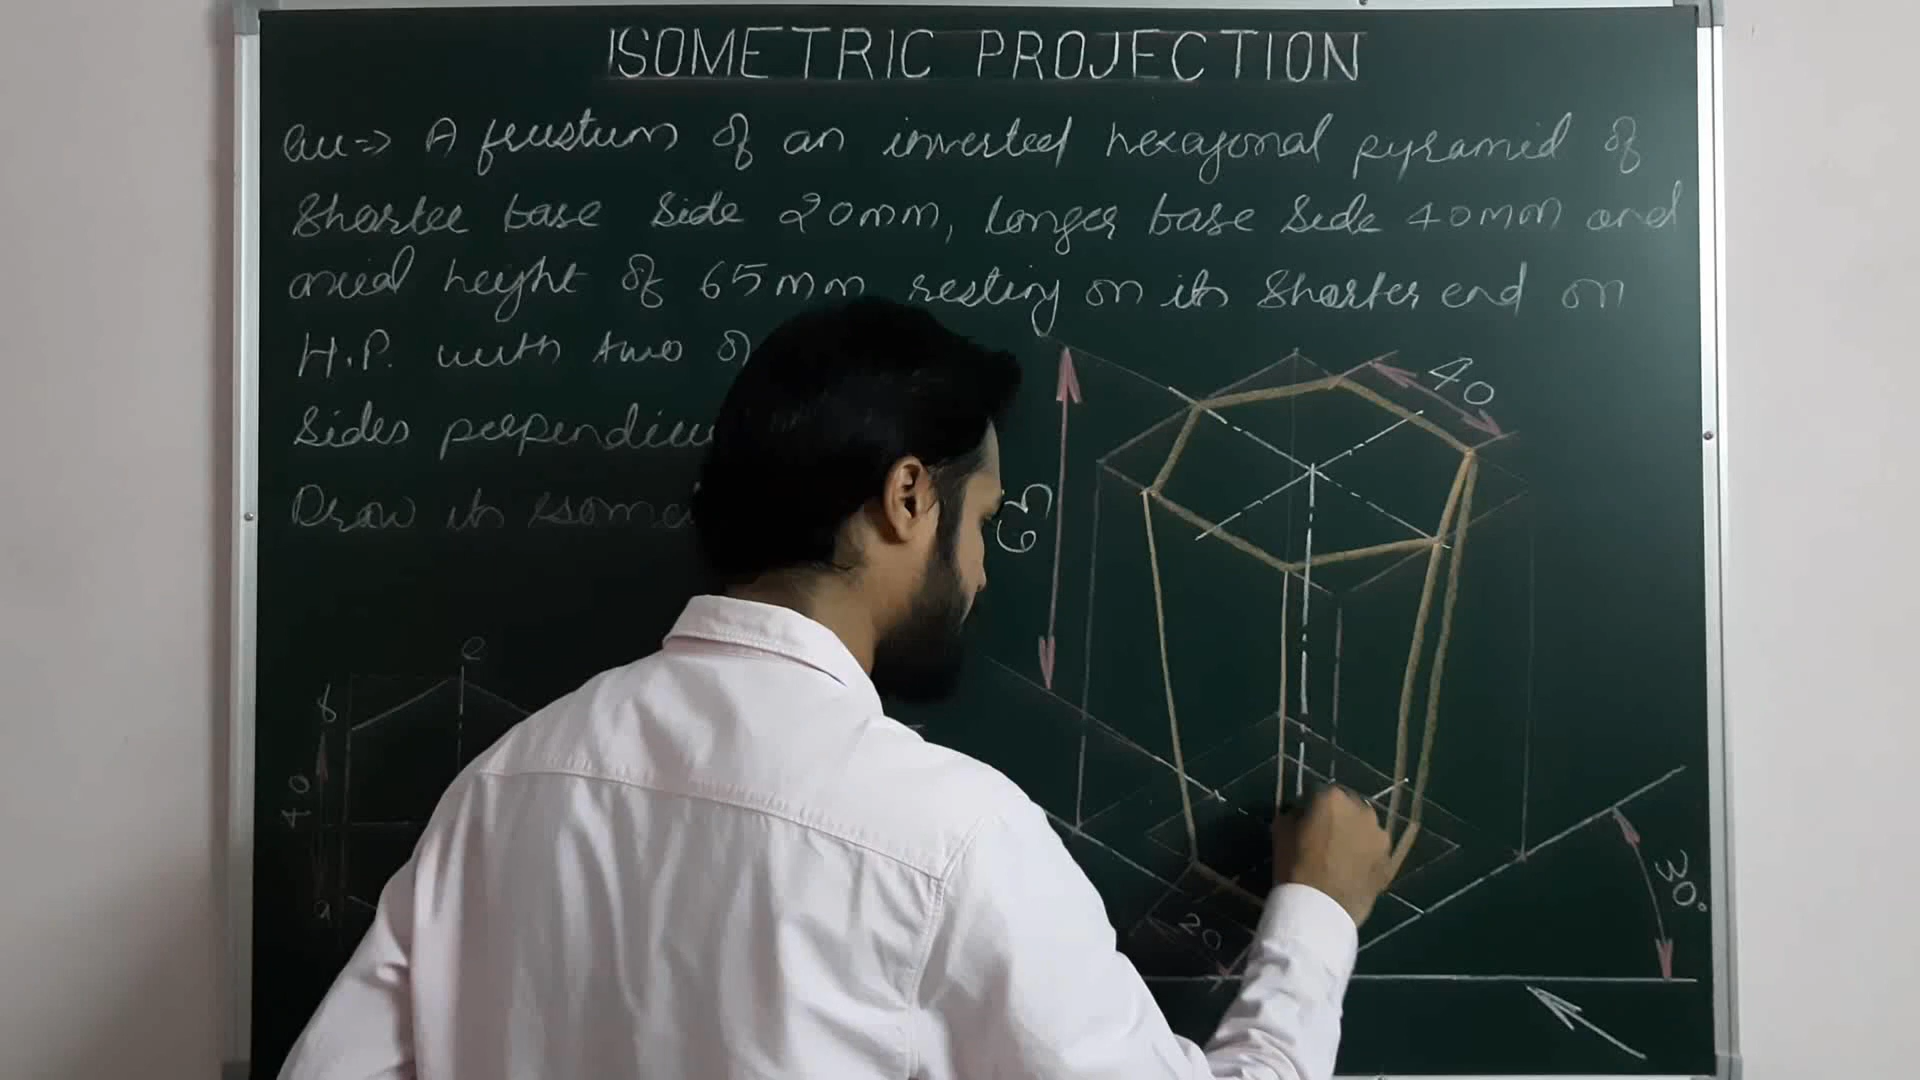 ISOMETRIC PROJECTION
Qu=> A frustum of an inverted hexagonal pyramid of
Shorter base side 20mm, longer base side 40mm and
axial height of 65mm resting on its shorter end on
H.P. with two of
Sides perpendicu
Draw its isome
40
65
e
f
40
a
20
30°